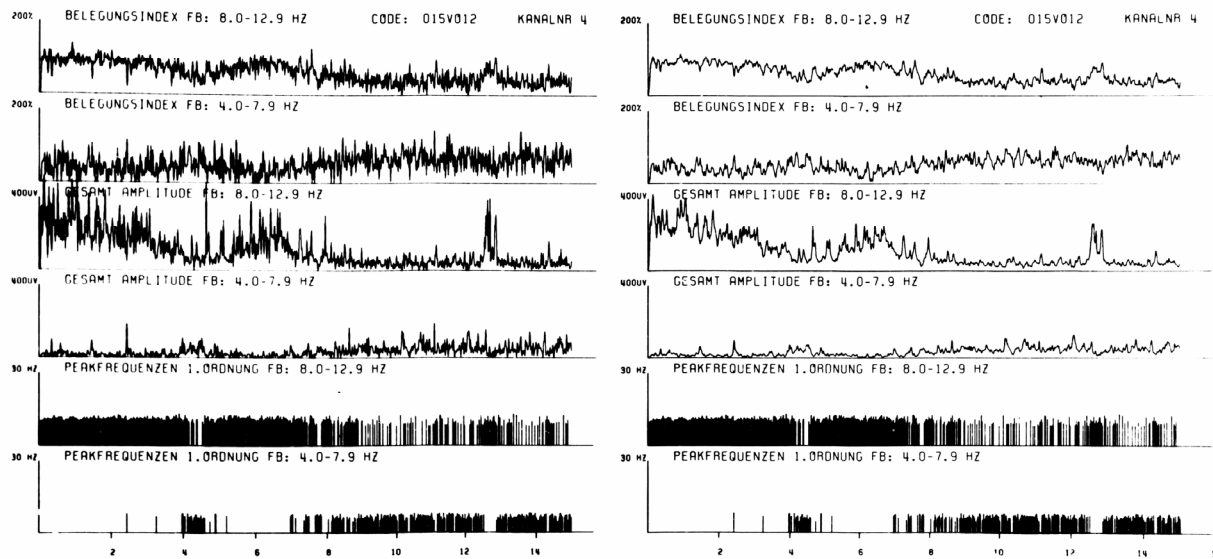 200% BELEGUNGSINDEX FB: 8.0-12.9 HZ CODE: 015V012 KANALNR 4
200% BELEGUNGSINDEX FB: 4.0-7.9 HZ
400UV GESAMT AMPLITUDE FB: 8.0-12.9 HZ
400UV GESAMT AMPLITUDE FB: 4.0-7.9 HZ
30 HZ PEAKFREQUENZEN 1.ORDNUNG FB: 8.0-12.9 HZ
30 HZ PEAKFREQUENZEN 1.ORDNUNG FB: 4.0-7.9 HZ
2 4 6 8 10 12 14
200% BELEGUNGSINDEX FB: 8.0-12.9 HZ CODE: 015V012 KANALNR 4
200% BELEGUNGSINDEX FB: 4.0-7.9 HZ
400UV GESAMT AMPLITUDE FB: 8.0-12.9 HZ
400UV GESAMT AMPLITUDE FB: 4.0-7.9 HZ
30 HZ PEAKFREQUENZEN 1.ORDNUNG FB: 8.0-12.9 HZ
30 HZ PEAKFREQUENZEN 1.ORDNUNG FB: 4.0-7.9 HZ
2 4 6 8 10 12 14